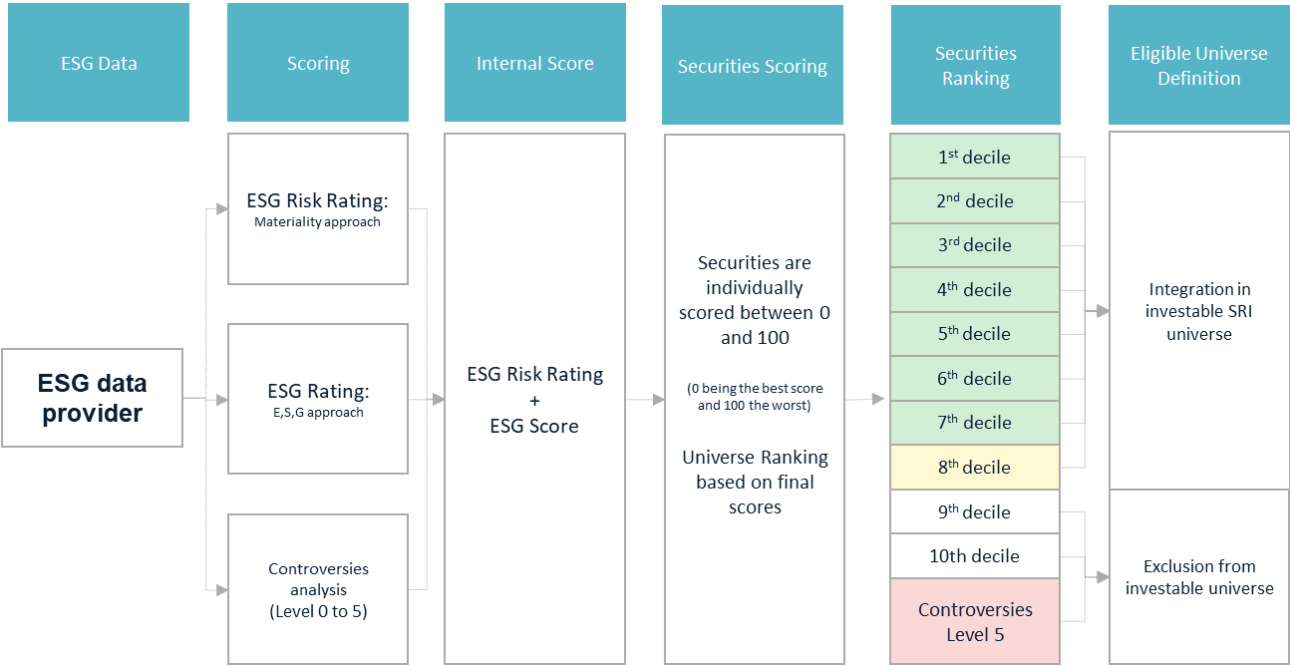 ESG Data
Scoring
Internal Score
Securities Scoring
Securities
Ranking
Eligible Universe
Definition
ESG data
provider
ESG Risk Rating:
Materiality approach
ESG Rating:
E,S,G approach
Controversies
analysis
(Level 0 to 5)
ESG Risk Rating
+
ESG Score
Securities are
individually
scored between 0
and 100
(0 being the best score
and 100 the worst)
Universe Ranking
based on final
scores
1st decile
2nd decile
3rd decile
4th decile
5th decile
6th decile
7th decile
8th decile
9th decile
10th decile
Controversies
Level 5
Integration in
investable SRI
universe
Exclusion from
investable universe